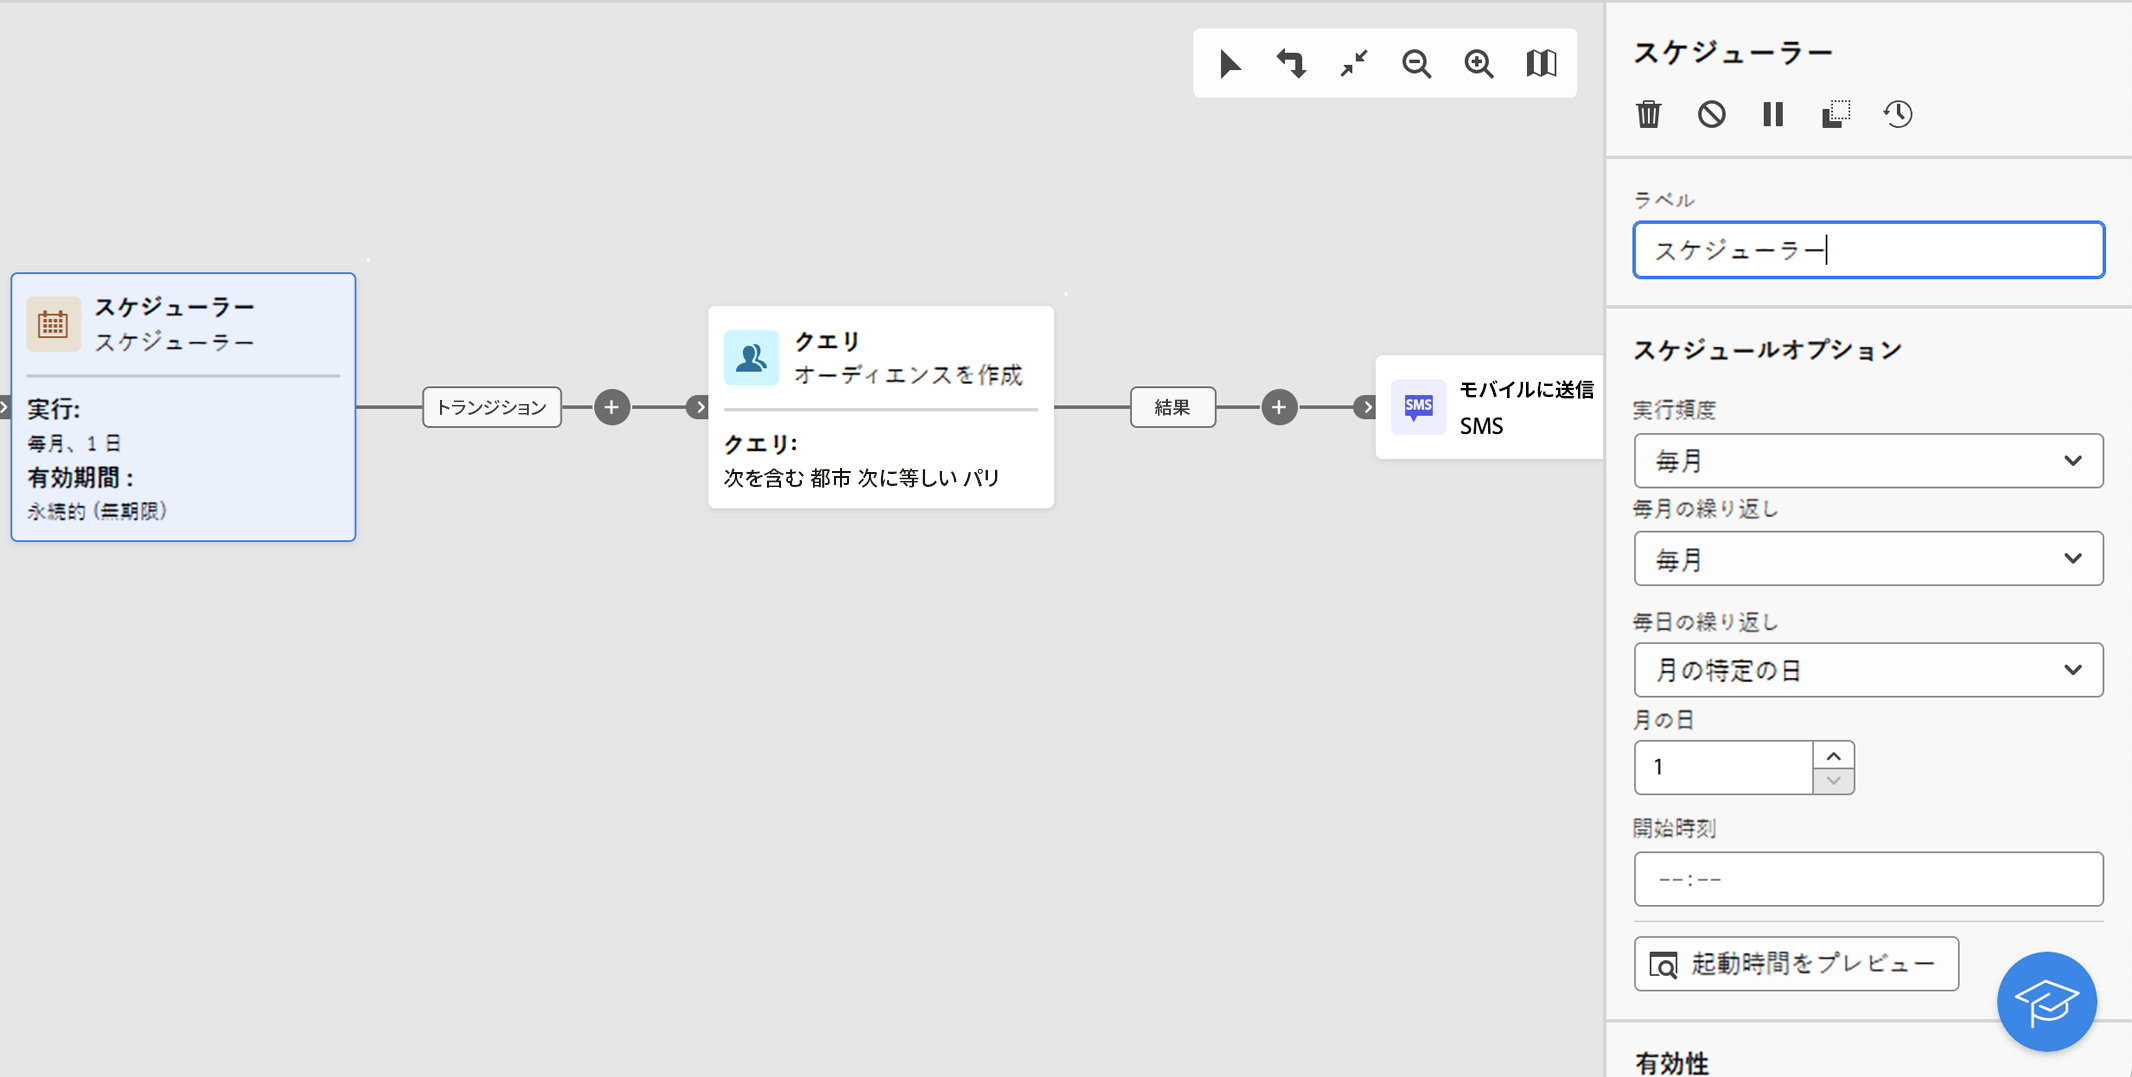 スケジューラー
スケジューラー
実行:
毎月、1 日
有効期間 :
永続的 (無期限)
トランジション
クエリ
オーディエンスを作成
クエリ:
次を含む 都市 次に等しい パリ
結果
SMS
モバイルに送信
SMS
スケジューラー
ラベル
スケジューラー
スケジュールオプション
実行頻度
毎月
毎月の繰り返し
毎月
毎日の繰り返し
月の特定の日
月の日
1
開始時刻
--:--
起動時間をプレビュー
有効性